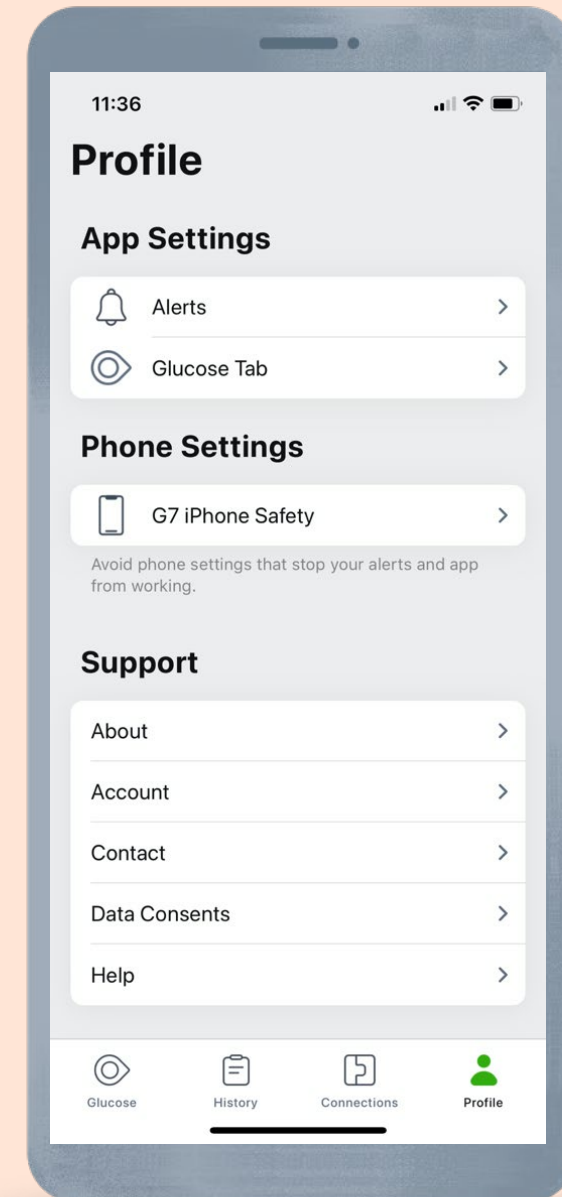 11:36
Profile
App Settings
Alerts
Glucose Tab
Phone Settings
G7 iPhone Safety
Avoid phone settings that stop your alerts and app
from working.
Support
About
Account
Contact
Data Consents
Help
Glucose
History
Connections
Profile